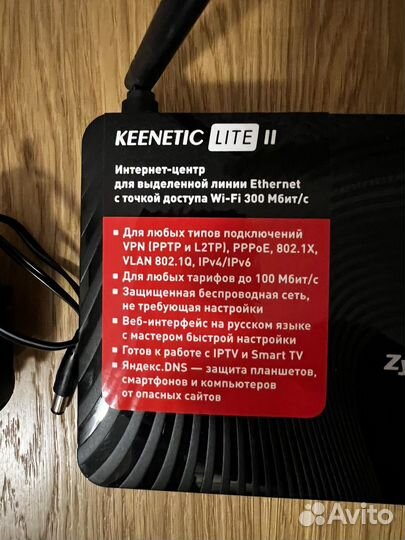 KEENETIC LITE II
Интернет-центр
для выделенной линии Ethernet
с точкой доступа Wi-Fi 300 Мбит/с
Для любых типов подключений
VPN (PPTP и L2TP), PPPoE, 802.1X,
VLAN 802.1Q, IPv4/IPv6
Для любых тарифов до 100 Мбит/с
Защищенная беспроводная сеть,
не требующая настройки
Веб-интерфейс на русском языке
с мастером быстрой настройки
Готов к работе с IPTV и Smart TV
Яндекс.DNS — защита планшетов,
смартфонов и компьютеров
от опасных сайтов
Zy
Avito